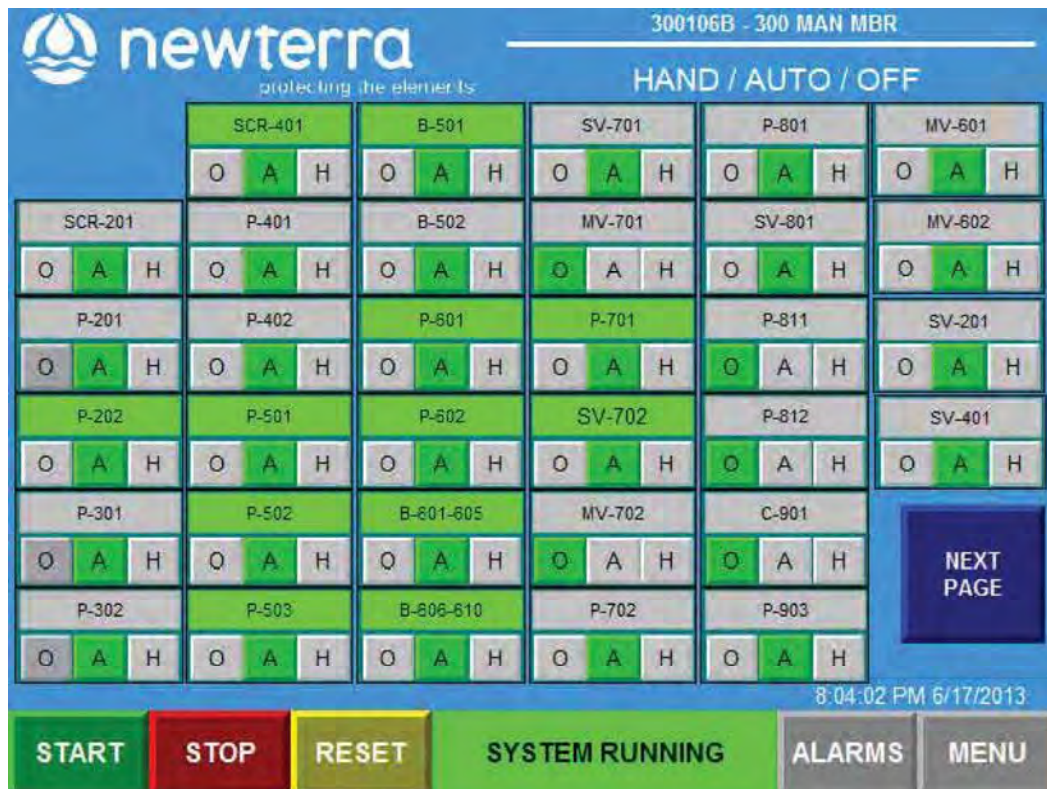 newterra
protecting the elements
300106B - 300 MAN MBR
HAND / AUTO / OFF
SCR-401 B-501 SV-701 P-801 MV-601
O A H O A H O A H O A H O A H
SCR-201 P-401 B-502 MV-701 SV-801 MV-602
O A H O A H O A H O A H O A H O A H
P-201 P-402 P-601 P-701 P-811 SV-201
O A H O A H O A H O A H O A H O A H
P-202 P-501 P-602 SV-702 P-812 SV-401
O A H O A H O A H O A H O A H O A H
P-301 P-502 B-601-605 MV-702 C-901
O A H O A H O A H O A H O A H
P-302 P-503 B-606-610 P-702 P-903
O A H O A H O A H O A H O A H
NEXT
PAGE
8:04:02 PM 6/17/2013
START STOP RESET SYSTEM RUNNING ALARMS MENU